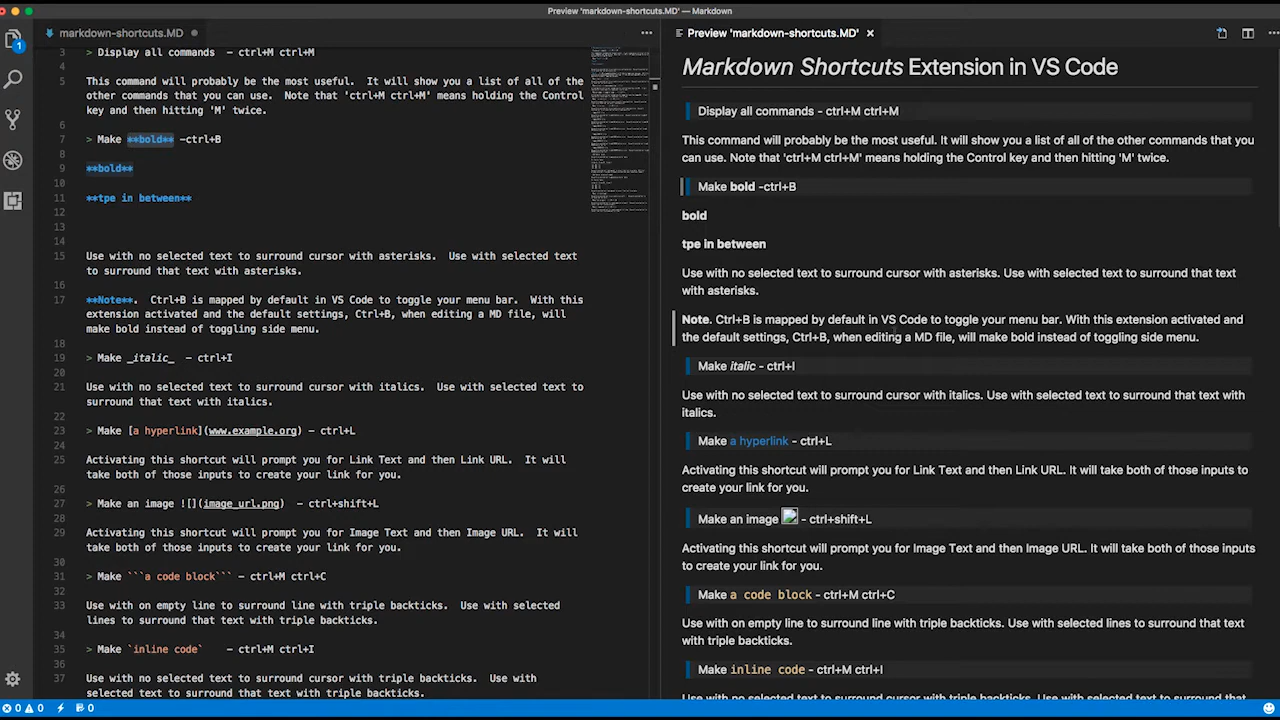 Preview 'markdown-shortcuts.MD' — Markdown
markdown-shortcuts.MD
3 > Display all commands  - ctrl+M ctrl+M
4
5 This command will probably be the most useful.  It will show you a list of all of the
other commands that you can use.  Note that 'ctrl+M ctrl+M' means holding the Control
key and then hitting 'M' twice.
6
7 > Make **bold** -ctrl+B
8
9 **bold**
10
11 **tpe in between**
12
13
14
15 Use with no selected text to surround cursor with asterisks.  Use with selected text
to surround that text with asterisks.
16
17 **Note**.  Ctrl+B is mapped by default in VS Code to toggle your menu bar.  With this
extension activated and the default settings, Ctrl+B, when editing a MD file, will
make bold instead of toggling side menu.
18
19 > Make _italic_  - ctrl+I
20
21 Use with no selected text to surround cursor with italics.  Use with selected text to
surround that text with italics.
22
23 > Make [a hyperlink](www.example.org) - ctrl+L
24
25 Activating this shortcut will prompt you for Link Text and then Link URL.  It will
take both of those inputs to create your link for you.
26
27 > Make an image ![](image_url.png)  - ctrl+shift+L
28
29 Activating this shortcut will prompt you for Image Text and then Image URL.  It will
take both of those inputs to create your link for you.
30
31 > Make ```a code block``` - ctrl+M ctrl+C
32
33 Use with on empty line to surround line with triple backticks.  Use with selected
lines to surround that text with triple backticks.
34
35 > Make `inline code`    - ctrl+M ctrl+I
36
37 Use with no selected text to surround cursor with triple backticks.  Use with
selected text to surround that text with triple backticks.
Preview 'markdown-shortcuts.MD'
Markdown Shortcuts Extension in VS Code
Display all commands - ctrl+M ctrl+M
This command will probably be the most useful. It will show you a list of all of the other commands that you
can use. Note that 'ctrl+M ctrl+M' means holding the Control key and then hitting 'M' twice.
Make bold -ctrl+B
bold
tpe in between
Use with no selected text to surround cursor with asterisks. Use with selected text to surround that text
with asterisks.
Note. Ctrl+B is mapped by default in VS Code to toggle your menu bar. With this extension activated and
the default settings, Ctrl+B, when editing a MD file, will make bold instead of toggling side menu.
Make italic - ctrl+I
Use with no selected text to surround cursor with italics. Use with selected text to surround that text with
italics.
Make a hyperlink - ctrl+L
Activating this shortcut will prompt you for Link Text and then Link URL. It will take both of those inputs to
create your link for you.
Make an image - ctrl+shift+L
Activating this shortcut will prompt you for Image Text and then Image URL. It will take both of those inputs
to create your link for you.
Make a code block - ctrl+M ctrl+C
Use with on empty line to surround line with triple backticks. Use with selected lines to surround that text
with triple backticks.
Make inline code - ctrl+M ctrl+I
Use with no selected text to surround cursor with triple backticks. Use with selected text to surround that
1
0 0 0